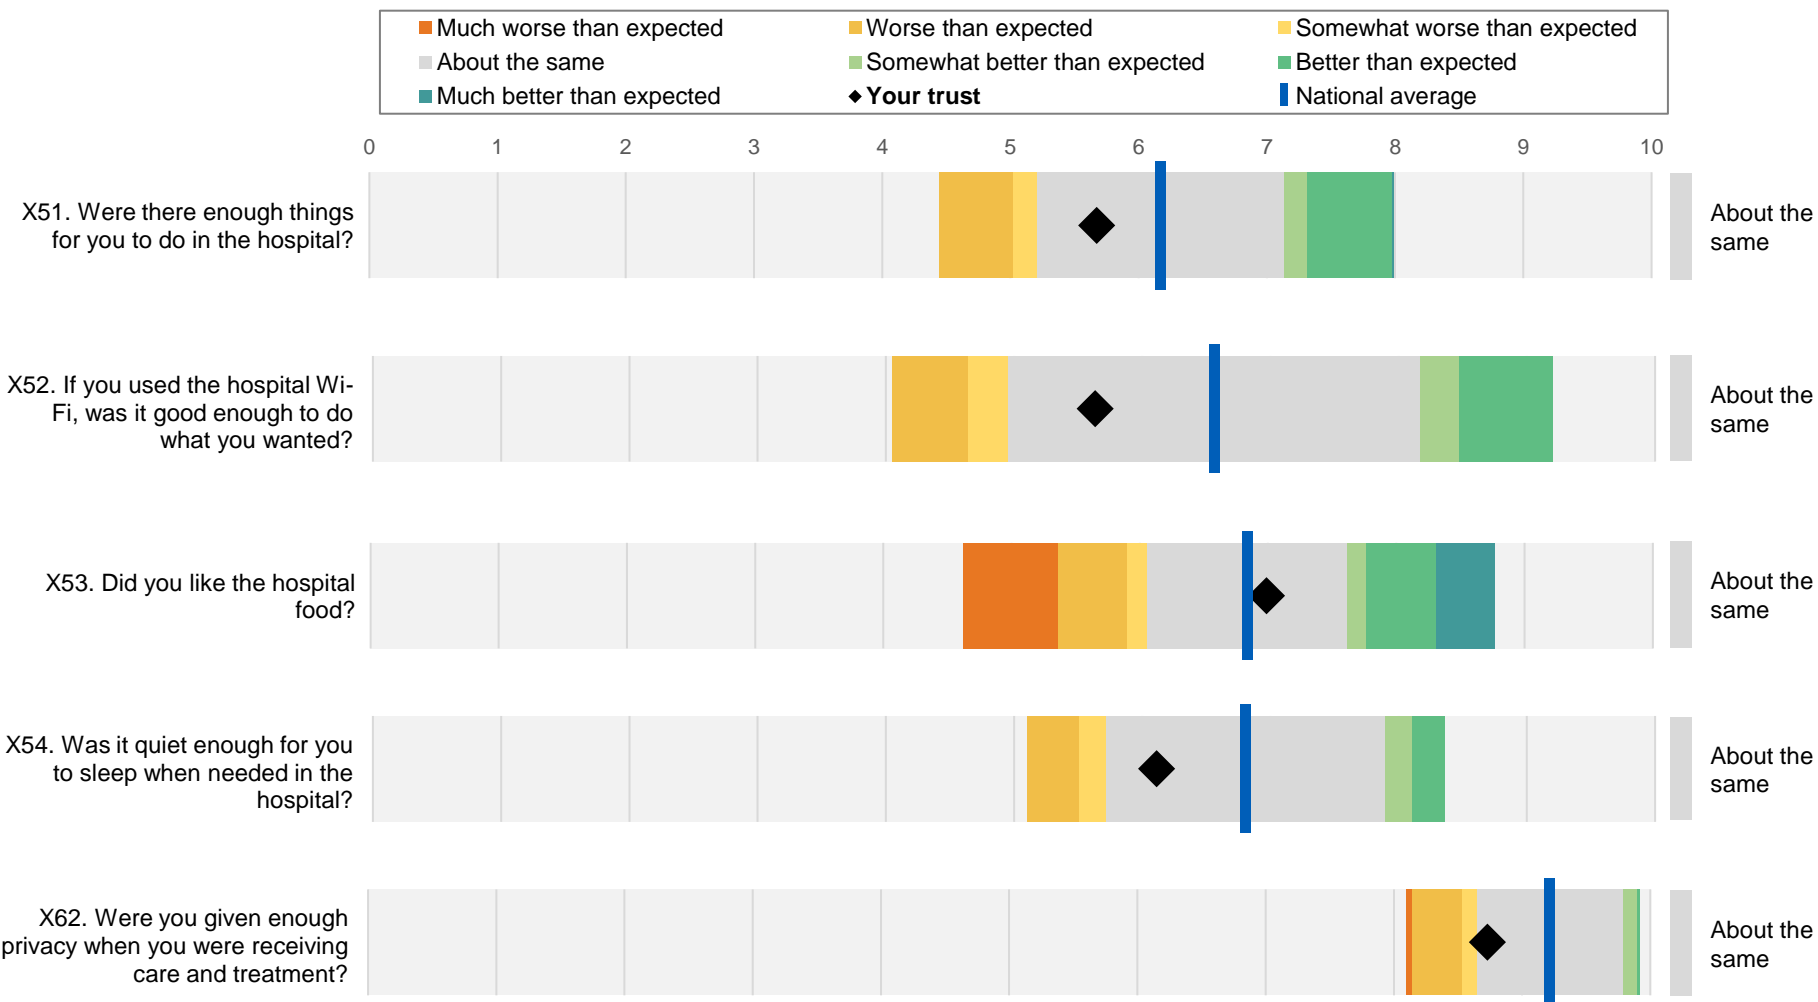 Much worse than expected
Worse than expected
Somewhat worse than expected
About the same
Somewhat better than expected
Better than expected
Much better than expected
Your trust
National average
0 1 2 3 4 5 6 7 8 9 10
X51. Were there enough things
for you to do in the hospital?
About the
same
X52. If you used the hospital Wi-
Fi, was it good enough to do
what you wanted?
About the
same
X53. Did you like the hospital
food?
About the
same
X54. Was it quiet enough for you
to sleep when needed in the
hospital?
About the
same
X62. Were you given enough
privacy when you were receiving
care and treatment?
About the
same